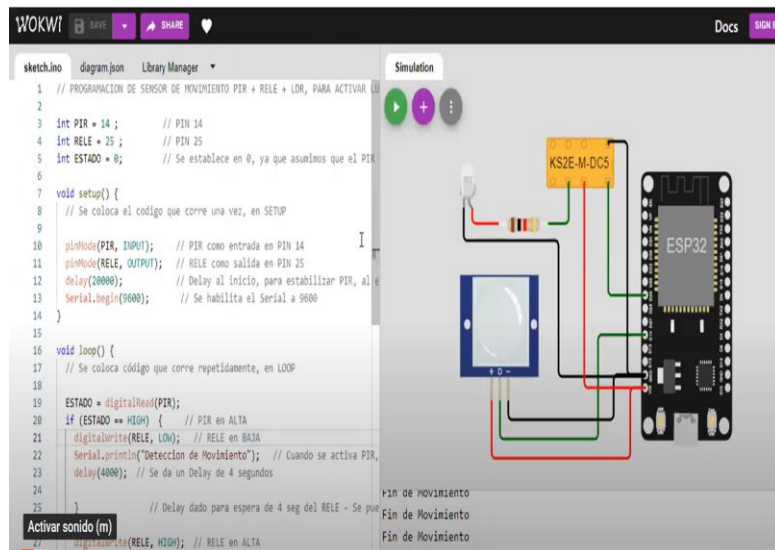 WOKWI SAVE SHARE Docs SIGN
sketch.ino diagram.json Library Manager Simulation
1 // PROGRAMACION DE SENSOR DE MOVIMIENTO PIR + RELE + LDR, PARA ACTIVAR
2
3 int PIR = 14 ; // PIN 14
4 int RELE = 25 ; // PIN 25
5 int ESTADO = 0; // Se establece en 0, ya que asumimos que el PIR
6
7 void setup() {
8 // Se coloca el codigo que corre una vez, en SETUP
9
10 pinMode(PIR, INPUT); // PIR como entrada en PIN 14
11 pinMode(RELE, OUTPUT); // RELE como salida en PIN 25
12 delay(20000); // Delay al inicio, para estabilizar PIR, al
13 Serial.begin(9600); // Se habilita el Serial a 9600
14 }
15
16 void loop() {
17 // Se coloca código que corre repetidamente, en LOOP
18
19 ESTADO = digitalRead(PIR);
20 if (ESTADO == HIGH) { // PIR en ALTA
21 digitalWrite(RELE, LOW); // RELE en BAJA
22 Serial.println("Deteccion de Movimiento"); // Cuando se activa PIR,
23 delay(4000); // Se da un Delay de 4 segundos
24
25 } // Delay dado para espera de 4 seg del RELE - Se
Activar sonido (m)
27 digitalWrite(RELE, HIGH); // RELE en ALTA
KS2E-M-DC5
ESP32
Fin de Movimiento
Fin de Movimiento
Fin de Movimiento